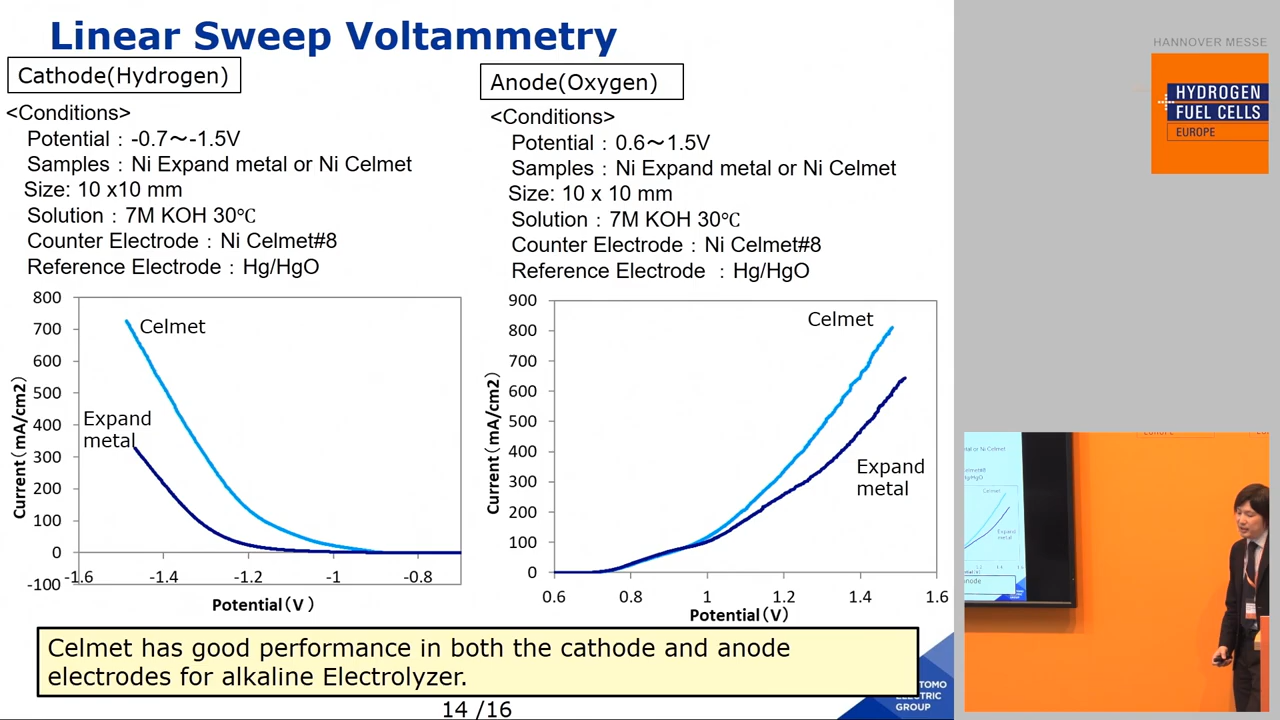 Linear Sweep Voltammetry
Cathode(Hydrogen)
<Conditions>
Potential：-0.7～-1.5V
Samples：Ni Expand metal or Ni Celmet
Size: 10 x10 mm
Solution：7M KOH 30℃
Counter Electrode：Ni Celmet#8
Reference Electrode：Hg/HgO
800
700
600
500
400
300
200
100
0
-100
-1.6
-1.4
-1.2
-1
-0.8
Current(mA/cm2)
Potential(V)
Celmet
Expand
metal
Anode(Oxygen)
<Conditions>
Potential：0.6～1.5V
Samples：Ni Expand metal or Ni Celmet
Size: 10 x 10 mm
Solution：7M KOH 30℃
Counter Electrode：Ni Celmet#8
Reference Electrode ：Hg/HgO
900
800
700
600
500
400
300
200
100
0
0.6
0.8
1
1.2
1.4
1.6
Current(mA/cm2)
Potential(V)
Celmet
Expand
metal
Celmet has good performance in both the cathode and anode
electrodes for alkaline Electrolyzer.
14 /16
GROUP
HANNOVER MESSE
HYDROGEN
FUEL CELLS
EUROPE
Celmet
Expand
metal